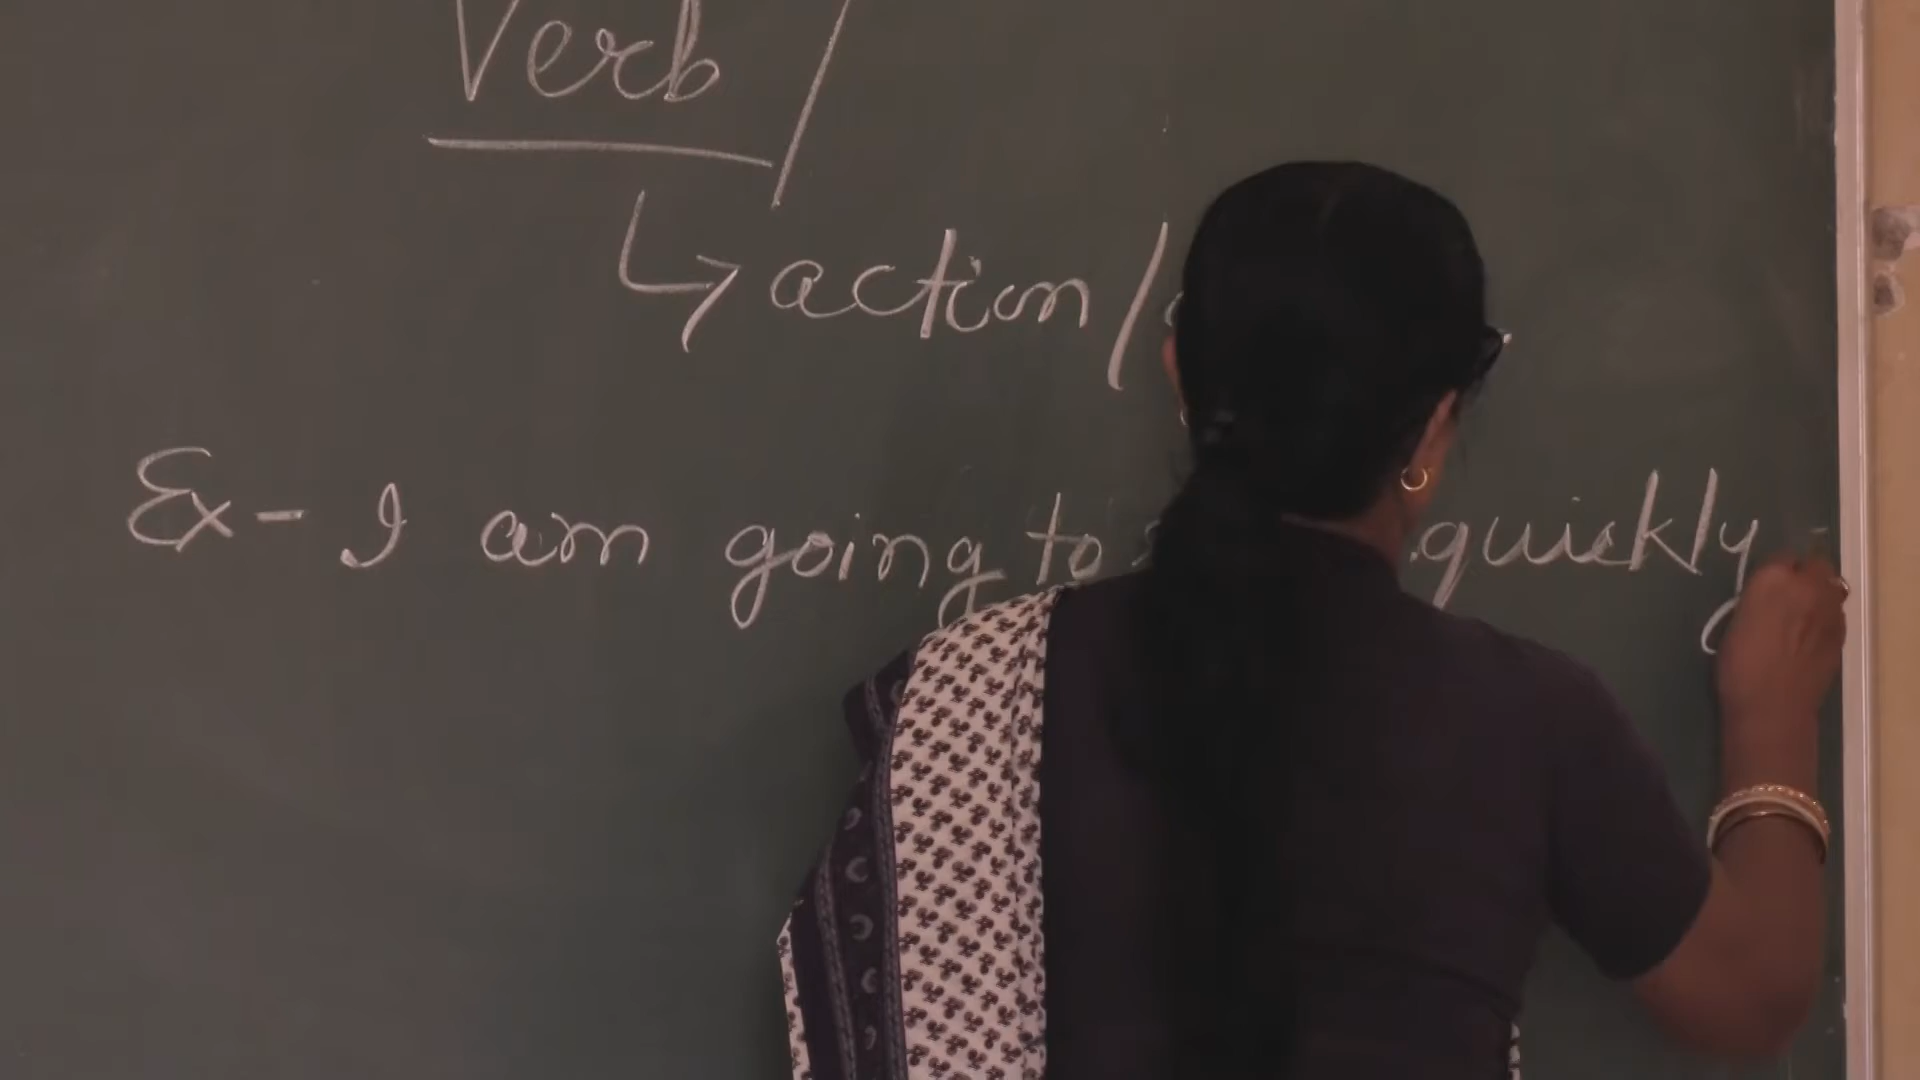 Verb/
↳ action/
Ex- I am going to quickly